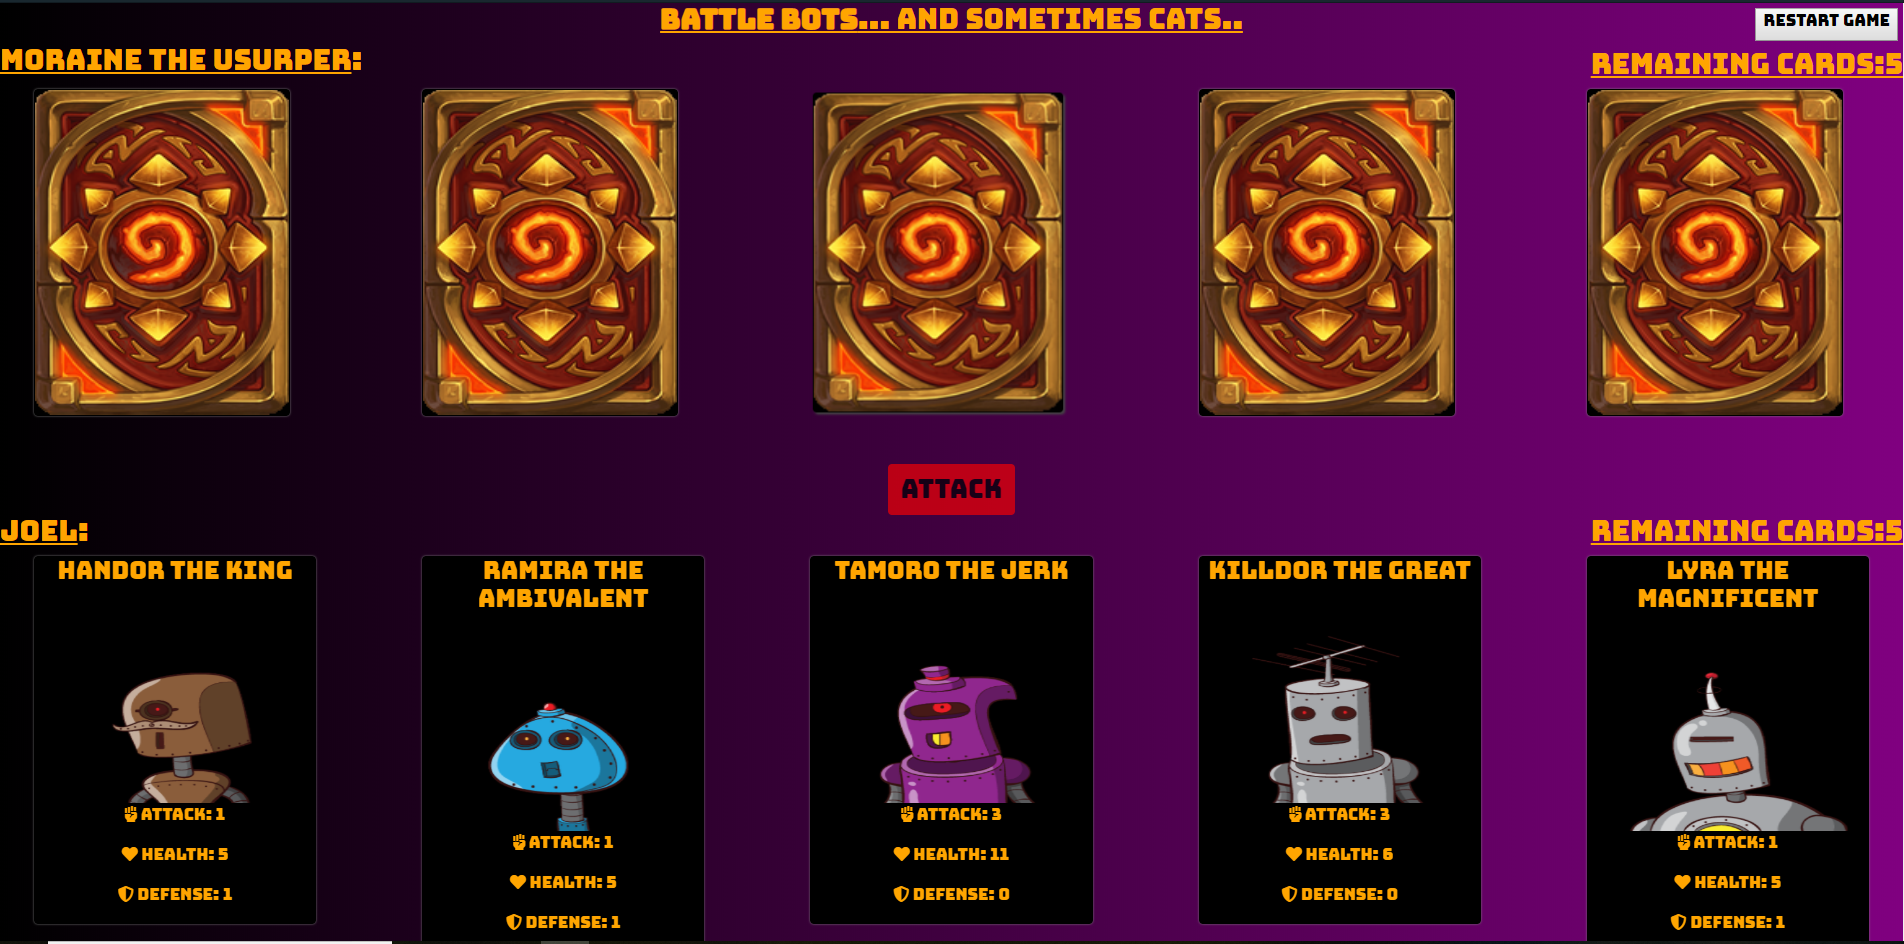 BATTLE BOTS... AND SOMETIMES CATS..
RESTART GAME
MORAINE THE USURPER:
REMAINING CARDS:5
ATTACK
JOEL:
REMAINING CARDS:5
HANDOR THE KING
ATTACK: 1
HEALTH: 5
DEFENSE: 1
RAMIRA THE
AMBIVALENT
ATTACK: 1
HEALTH: 5
DEFENSE: 1
TAMORO THE JERK
ATTACK: 3
HEALTH: 11
DEFENSE: 0
KILLDOR THE GREAT
ATTACK: 3
HEALTH: 6
DEFENSE: 0
LYRA THE
MAGNIFICENT
ATTACK: 1
HEALTH: 5
DEFENSE: 1